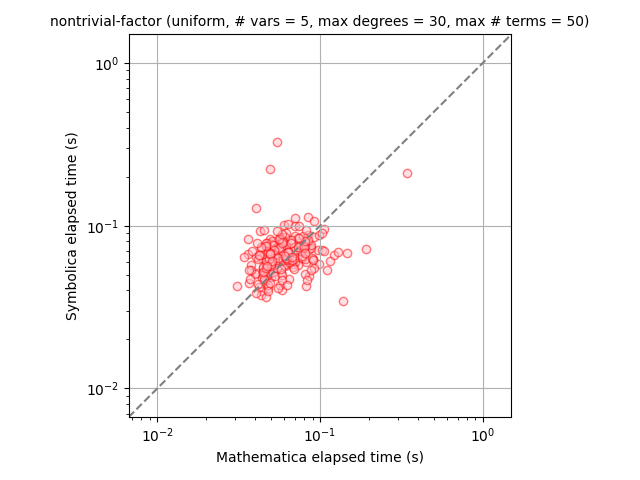 nontrivial-factor (uniform, # vars = 5, max degrees = 30, max # terms = 50)
10⁰
10⁻¹
10⁻²
Symbolica elapsed time (s)
10⁻² 10⁻¹ 10⁰
Mathematica elapsed time (s)